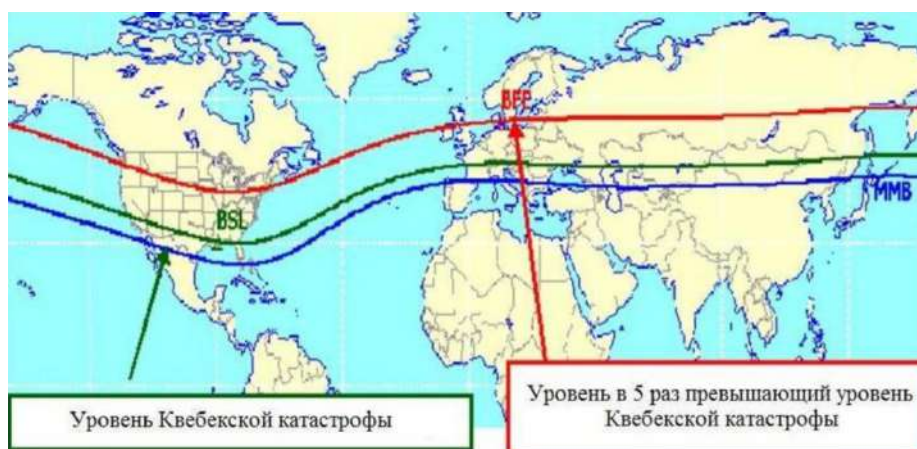 BFP
BSL
MMB
Уровень Квебекской катастрофы
Уровень в 5 раз превышающий уровень
Квебекской катастрофы